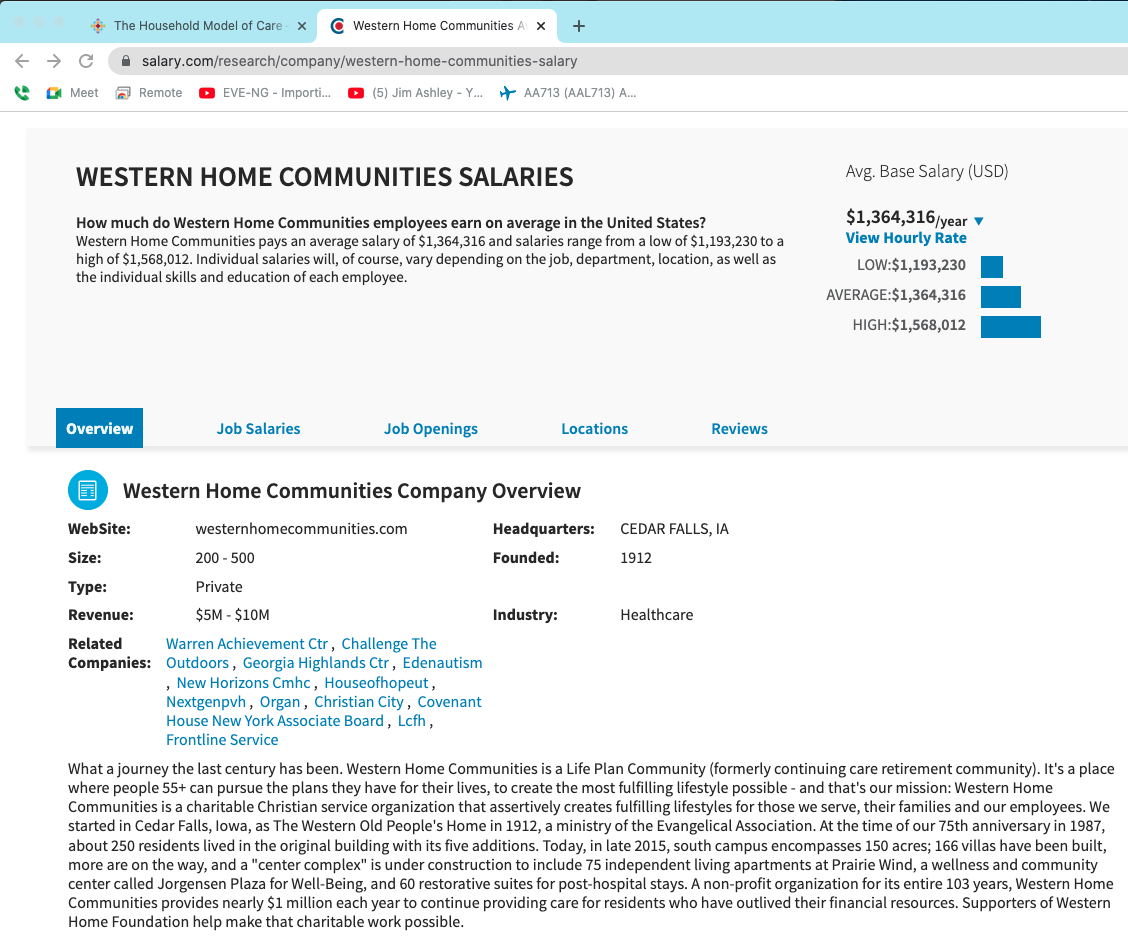 The Household Model of Care
Western Home Communities A
salary.com/research/company/western-home-communities-salary
Meet
Remote
EVE-NG - Importi...
(5) Jim Ashley - Y...
AA713 (AAL713) A...
WESTERN HOME COMMUNITIES SALARIES
How much do Western Home Communities employees earn on average in the United States?
Western Home Communities pays an average salary of $1,364,316 and salaries range from a low of $1,193,230 to a
high of $1,568,012. Individual salaries will, of course, vary depending on the job, department, location, as well as
the individual skills and education of each employee.
Avg. Base Salary (USD)
$1,364,316/year
View Hourly Rate
LOW:$1,193,230
AVERAGE:$1,364,316
HIGH:$1,568,012
Overview
Job Salaries
Job Openings
Locations
Reviews
Western Home Communities Company Overview
WebSite: westernhomecommunities.com
Headquarters: CEDAR FALLS, IA
Size: 200 - 500
Founded: 1912
Type: Private
Revenue: $5M - $10M
Industry: Healthcare
Related Companies:
Warren Achievement Ctr , Challenge The
Outdoors , Georgia Highlands Ctr , Edenautism
, New Horizons Cmhc , Houseofhopeut ,
Nextgenpvh , Organ , Christian City , Covenant
House New York Associate Board , Lcfh ,
Frontline Service
What a journey the last century has been. Western Home Communities is a Life Plan Community (formerly continuing care retirement community). It's a place
where people 55+ can pursue the plans they have for their lives, to create the most fulfilling lifestyle possible - and that's our mission: Western Home
Communities is a charitable Christian service organization that assertively creates fulfilling lifestyles for those we serve, their families and our employees. We
started in Cedar Falls, Iowa, as The Western Old People's Home in 1912, a ministry of the Evangelical Association. At the time of our 75th anniversary in 1987,
about 250 residents lived in the original building with its five additions. Today, in late 2015, south campus encompasses 150 acres; 166 villas have been built,
more are on the way, and a "center complex" is under construction to include 75 independent living apartments at Prairie Wind, a wellness and community
center called Jorgensen Plaza for Well-Being, and 60 restorative suites for post-hospital stays. A non-profit organization for its entire 103 years, Western Home
Communities provides nearly $1 million each year to continue providing care for residents who have outlived their financial resources. Supporters of Western
Home Foundation help make that charitable work possible.